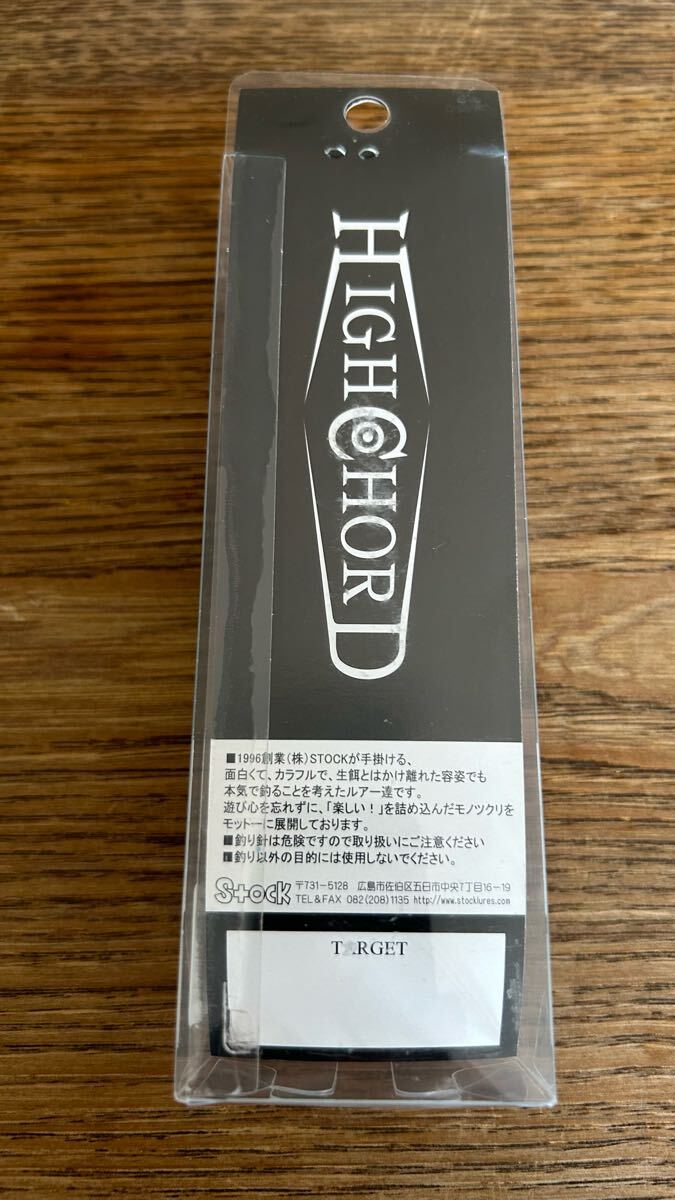 HIGH CHORD
■1996創業(株)STOCKが手掛ける、
面白くて、カラフルで、生餌とはかけ離れた容姿でも
本気で釣ることを考えたルアー達です。
遊び心を忘れずに、「楽しい！」を詰め込んだモノツクリを
モットーに展開しております。
■釣り針は危険ですので取り扱いにご注意ください
■釣り以外の目的には使用しないでください。
Stock 〒731-5128 広島市佐伯区五日市中央7丁目16-19
TEL&FAX 082(208)1135 http://www.stocklures.com
TARGET